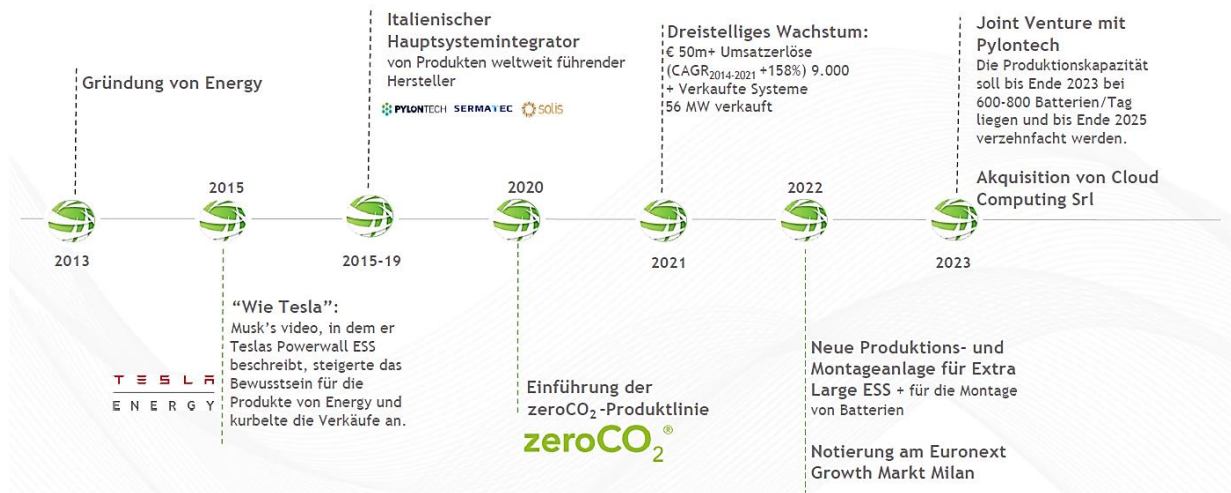 Gründung von Energy
2013
2015
"Wie Tesla":
Musk's video, in dem er
Teslas Powerwall ESS
beschreibt, steigerte das
Bewusstsein für die
Produkte von Energy und
kurbelte die Verkäufe an.
TESLA
ENERGY
Italienischer
Hauptsystemintegrator
von Produkten weltweit führender
Hersteller
PYLONTECH SERMATEC solis
2015-19
2020
Einführung der
zeroCO₂-Produktlinie
zeroCO₂®
Dreistelliges Wachstum:
€ 50m+ Umsatzerlöse
(CAGR2014-2021 +158%) 9.000
+ Verkaufte Systeme
56 MW verkauft
2021
2022
Neue Produktions- und
Montageanlage für Extra
Large ESS + für die Montage
von Batterien
Notierung am Euronext
Growth Markt Milan
Joint Venture mit
Pylontech
Die Produktionskapazität
soll bis Ende 2023 bei
600-800 Batterien/Tag
liegen und bis Ende 2025
verzehnfacht werden.
Akquisition von Cloud
Computing Srl
2023